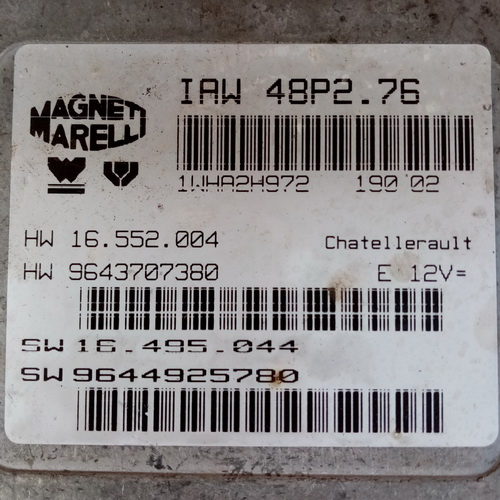 MAGNETI MARELLI
IAW 48P2.76
1WHA2H972 190 02
HW 16.552.004
Chatellerault
HW 9643707380
E 12V=
SW 16.495.044
SW 9644925780